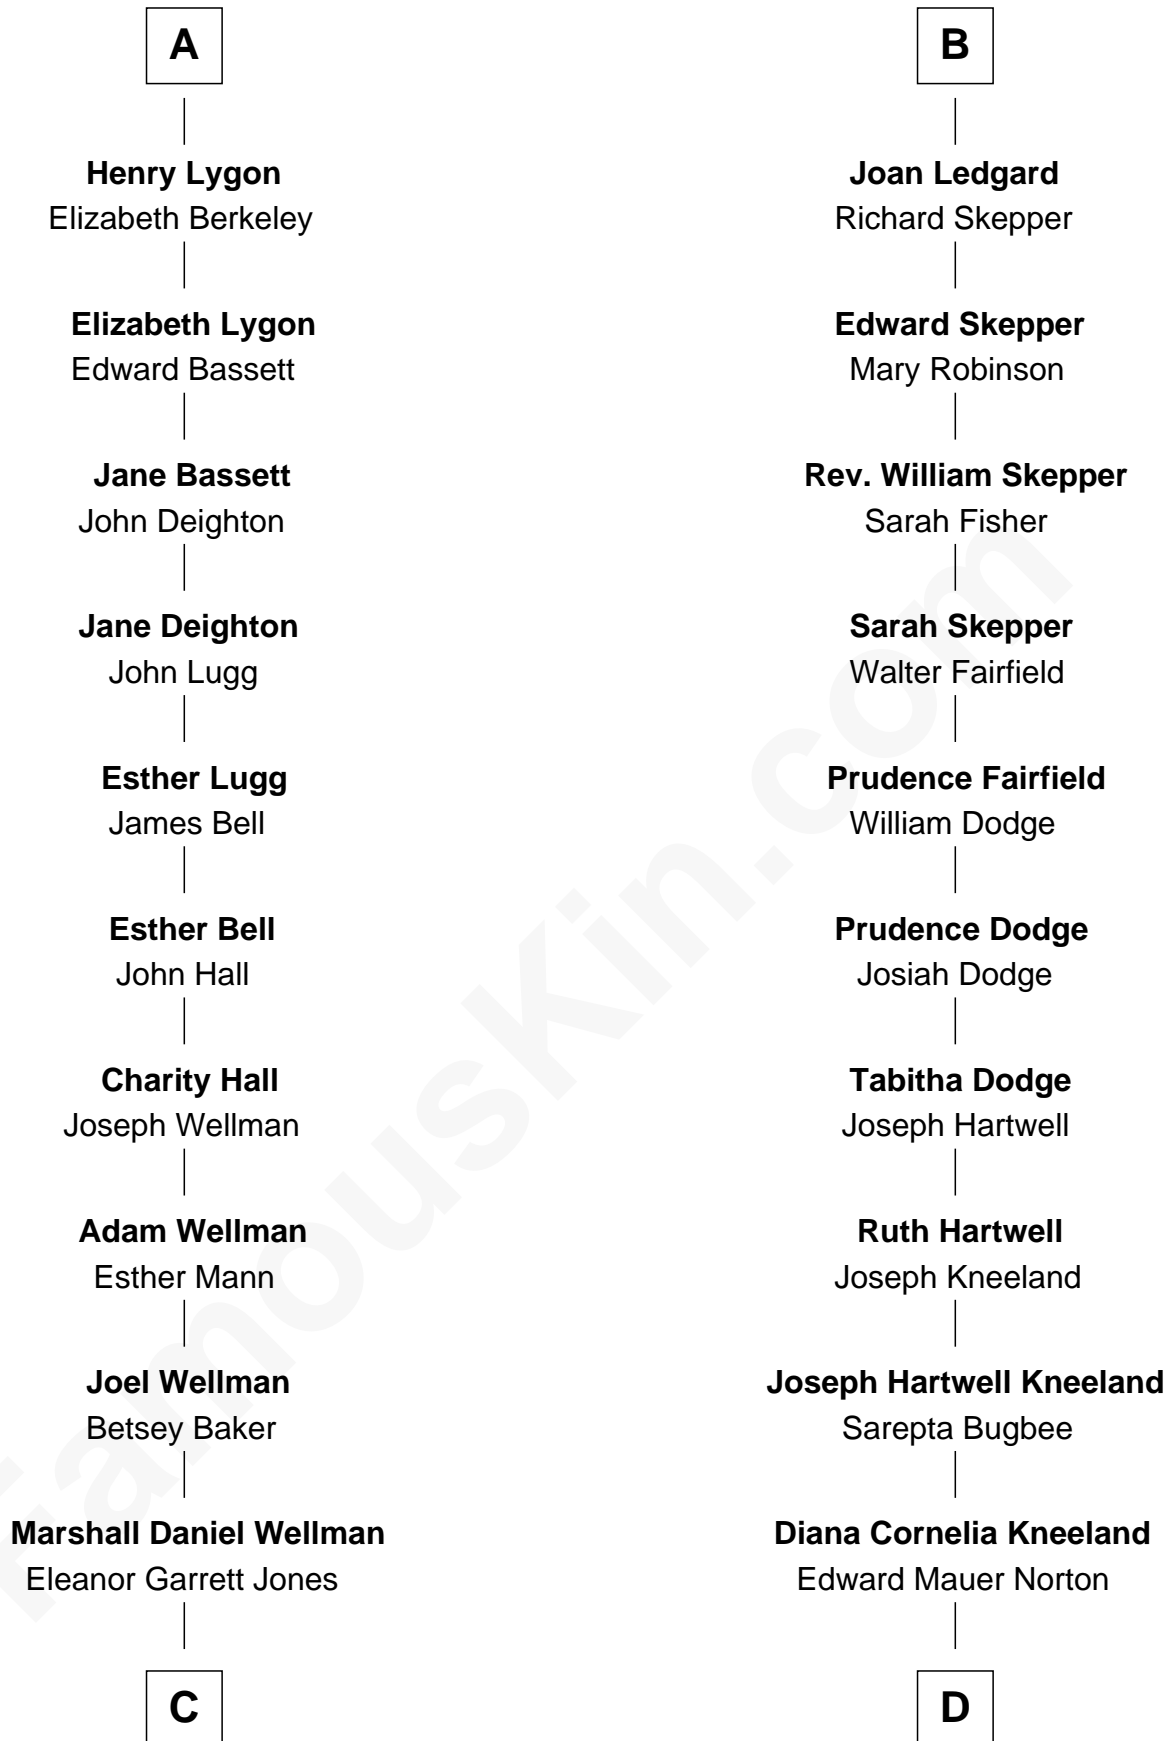 A
Henry Lygon
Elizabeth Berkeley
Elizabeth Lygon
Edward Bassett
Jane Bassett
John Deighton
Jane Deighton
John Lugg
Esther Lugg
James Bell
Esther Bell
John Hall
Charity Hall
Joseph Wellman
Adam Wellman
Esther Mann
Joel Wellman
Betsey Baker
Marshall Daniel Wellman
Eleanor Garrett Jones
C
B
Joan Ledgard
Richard Skepper
Edward Skepper
Mary Robinson
Rev. William Skepper
Sarah Fisher
Sarah Skepper
Walter Fairfield
Prudence Fairfield
William Dodge
Prudence Dodge
Josiah Dodge
Tabitha Dodge
Joseph Hartwell
Ruth Hartwell
Joseph Kneeland
Joseph Hartwell Kneeland
Sarepta Bugbee
Diana Cornelia Kneeland
Edward Mauer Norton
D
FamousKin.com